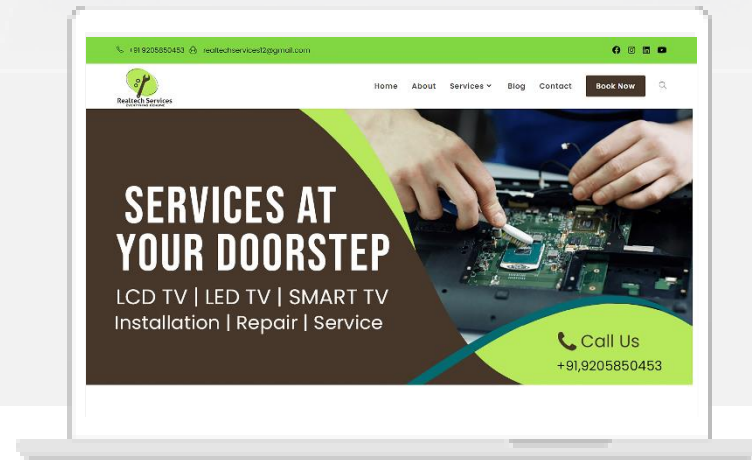 +91 9205850453 realtechservices12@gmail.com
Realtech Services
Home About Services Blog Contact Book Now
SERVICES AT
YOUR DOORSTEP
LCD TV | LED TV | SMART TV
Installation | Repair | Service
Call Us
+91,9205850453